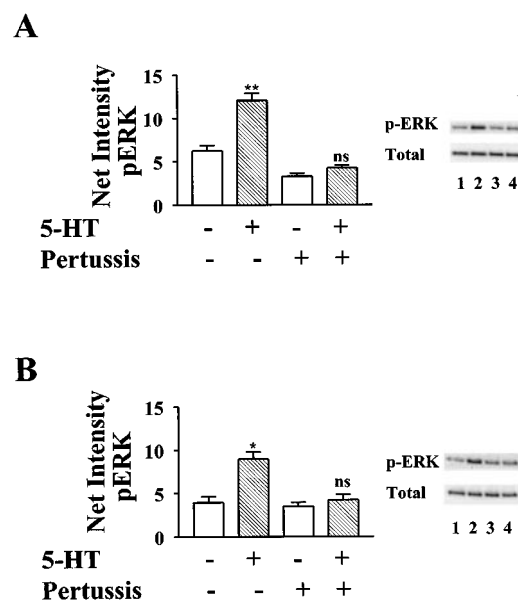 A
Net Intensity
pERK
15
10
5
0
**
ns
5-HT - + - +
Pertussis - - + +
p-ERK
Total
1 2 3 4
B
Net Intensity
pERK
15
10
5
0
*
ns
5-HT - + - +
Pertussis - - + +
p-ERK
Total
1 2 3 4